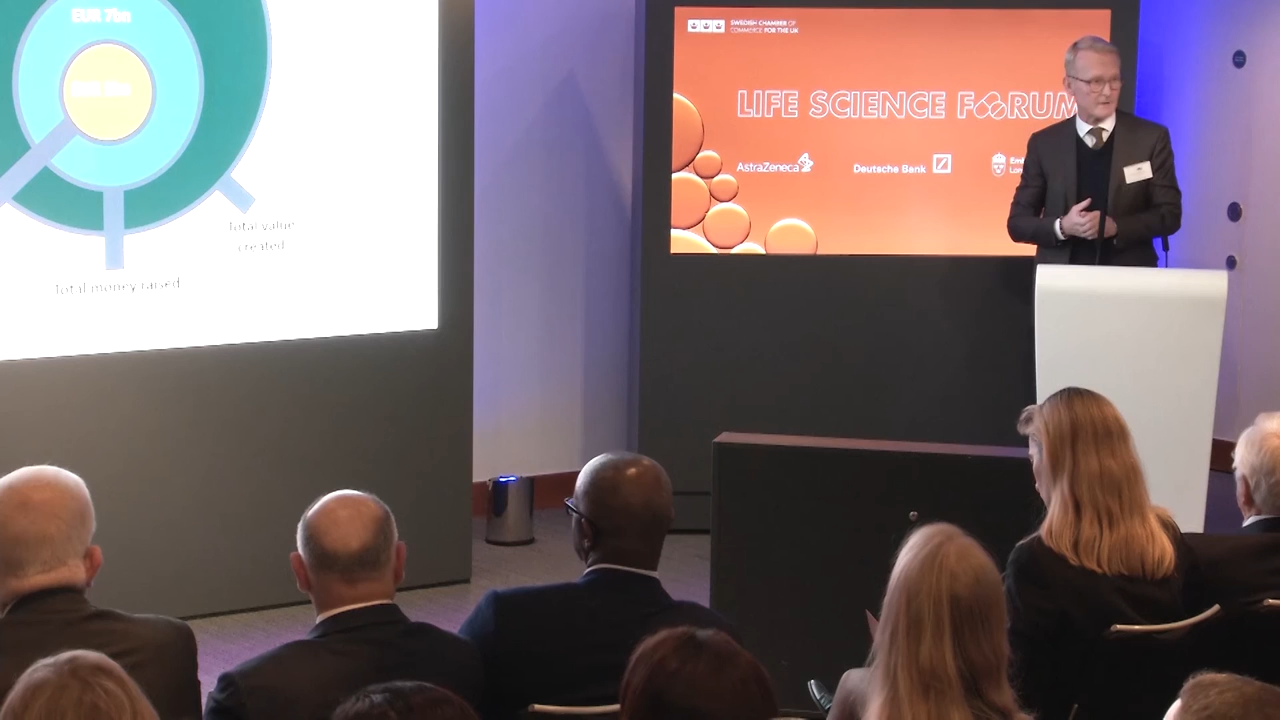 EUR 7bn
Total value
created
Total money raised
SWEDISH CHAMBER OF
COMMERCE FOR THE UK
LIFE SCIENCE FORUM
AstraZeneca
Deutsche Bank